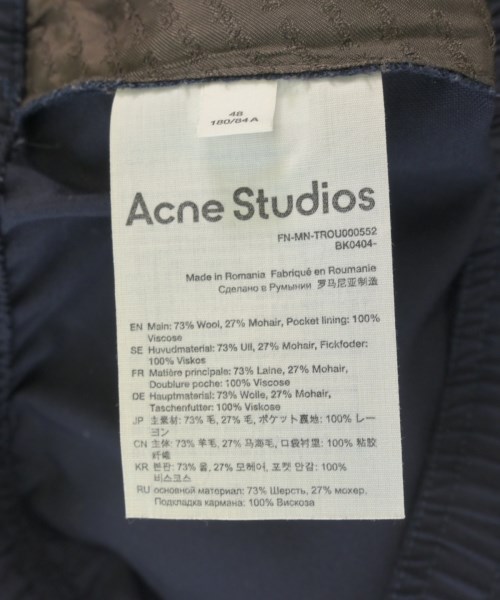 48
180/84A
Acne Studios
FN-MN-TROU000552
BK0404-
Made in Romania Fabriqué en Roumanie
Сделано в Румынии 罗马尼亚制造
EN Main: 73% Wool, 27% Mohair, Pocket lining: 100%
Viscose
SE Huvudmaterial: 73% Ull, 27% Mohair, Fickfoder:
100% Viskos
FR Matière principale: 73% Laine, 27% Mohair,
Doublure poche: 100% Viscose
DE Hauptmaterial: 73% Wolle, 27% Mohair,
Taschenfutter: 100% Viskose
JP 主素材: 73% 毛, 27% 毛, ポケット裏地: 100% レー
ヨン
CN 主体: 73% 羊毛, 27% 马海毛, 口袋衬里: 100% 粘胶
纤维
KR 본판: 73% 울, 27% 모헤어, 포켓 안감: 100%
비스코스
RU основной материал: 73% Шерсть, 27% мохер,
Подкладка кармана: 100% Вискоза